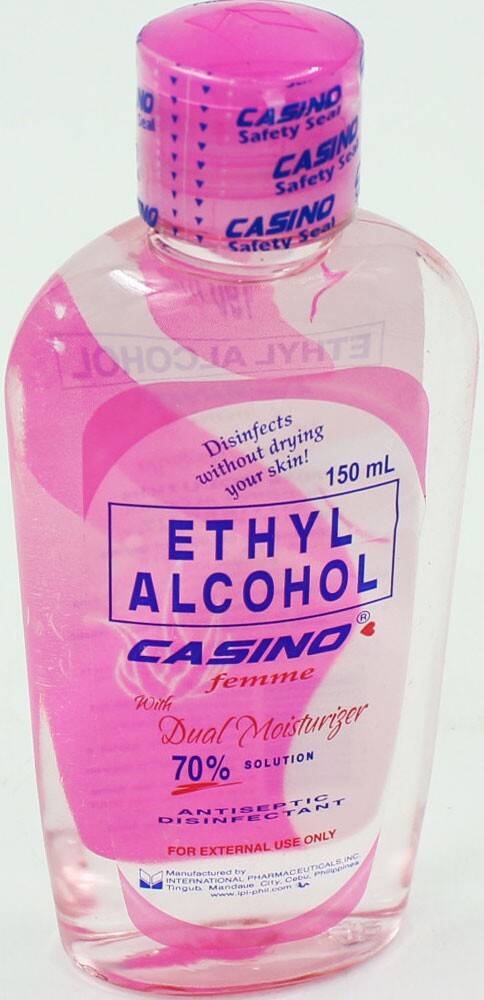 CASINO
Safety Seal
CASINO
Safety Seal
CASINO
Safety Seal
ETHYL ALCOHOL
Disinfects
without drying
your skin!
150 mL
ETHYL
ALCOHOL
CASINO®
femme
With
Dual Moisturizer
70% SOLUTION
ANTISEPTIC
DISINFECTANT
FOR EXTERNAL USE ONLY
Manufactured by
INTERNATIONAL PHARMACEUTICALS, INC.
Tingub, Mandaue City, Cebu, Philippines
www.ipi-phil.com